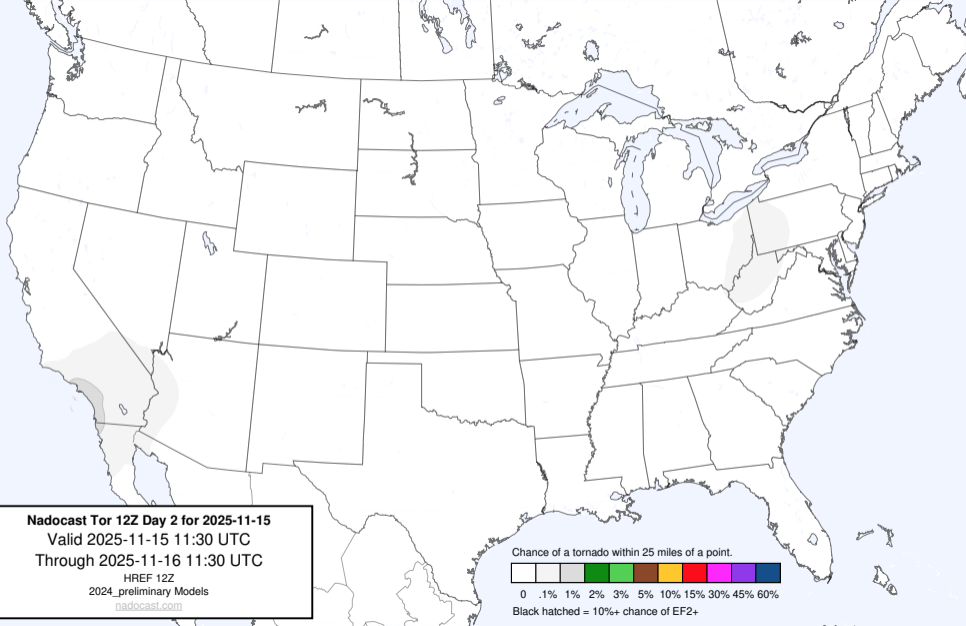 Nadocast Tor 12Z Day 2 for 2025-11-15
Valid 2025-11-15 11:30 UTC
Through 2025-11-16 11:30 UTC
HREF 12Z
2024_preliminary Models
nadocast.com
Chance of a tornado within 25 miles of a point.
0 .1% 1% 2% 3% 5% 10% 15% 30% 45% 60%
Black hatched = 10%+ chance of EF2+